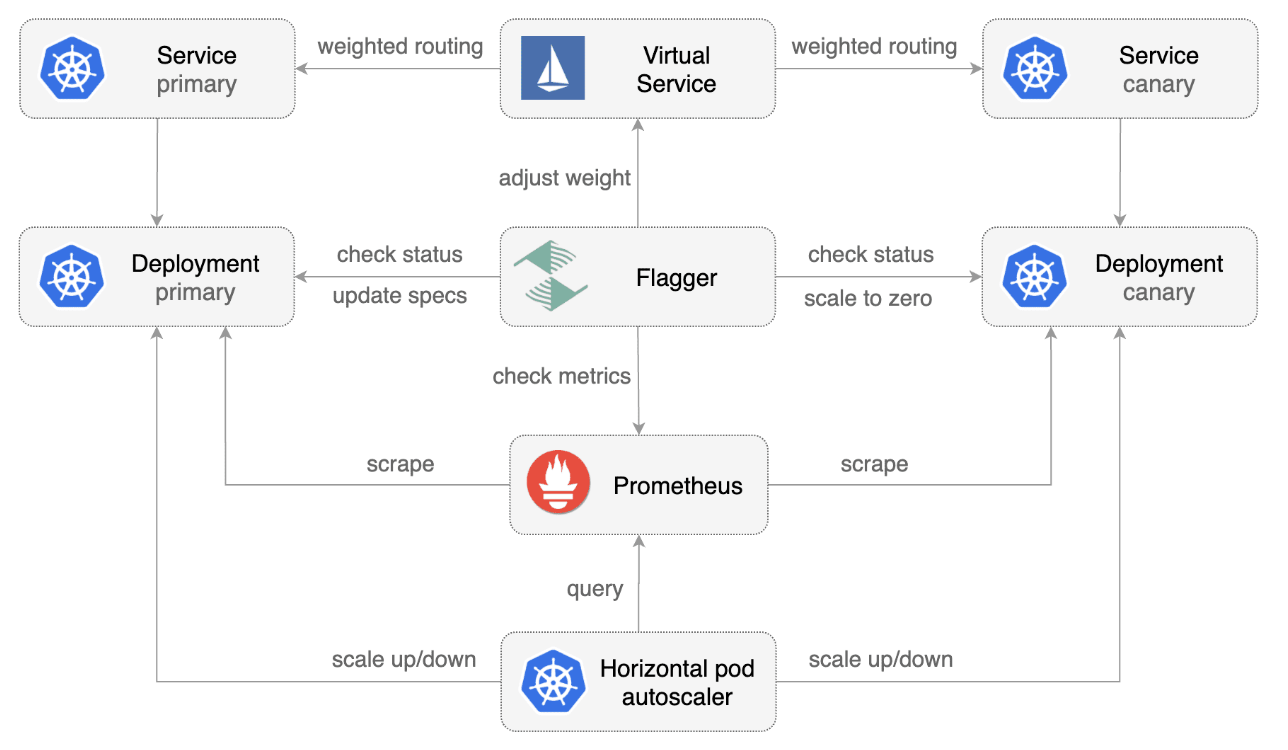 Service
primary
weighted routing
Virtual
Service
weighted routing
Service
canary
adjust weight
Deployment
primary
check status
update specs
Flagger
check status
scale to zero
Deployment
canary
check metrics
scrape
Prometheus
scrape
query
scale up/down
Horizontal pod
autoscaler
scale up/down